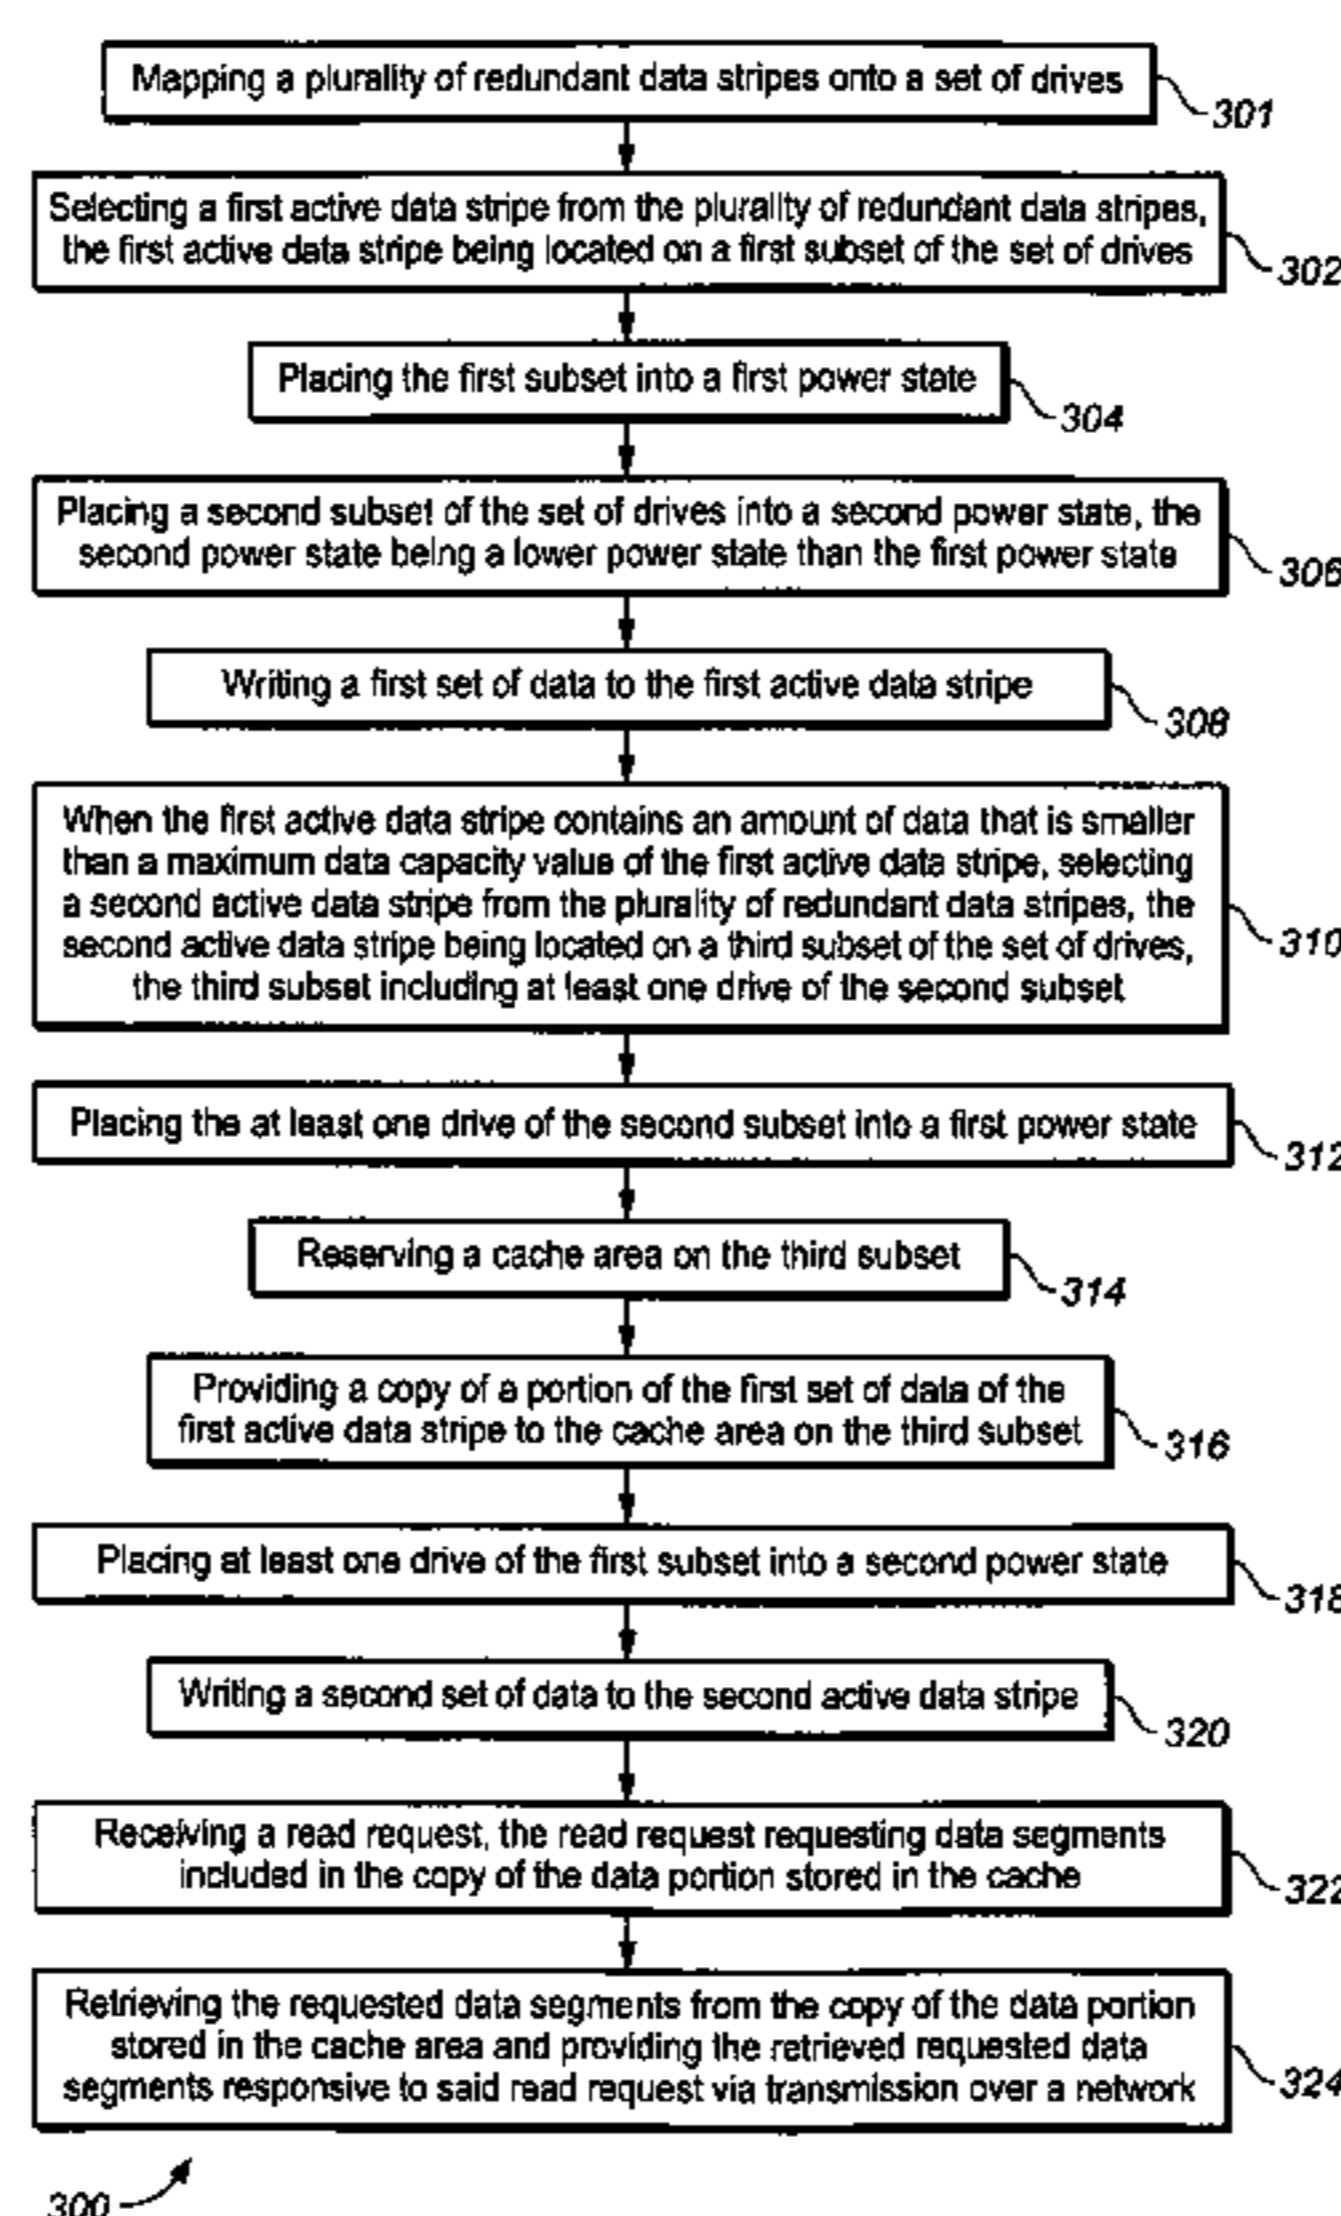 Mapping a plurality of redundant data stripes onto a set of drives
301
Selecting a first active data stripe from the plurality of redundant data stripes,
the first active data stripe being located on a first subset of the set of drives
302
Placing the first subset into a first power state
304
Placing a second subset of the set of drives into a second power state, the
second power state being a lower power state than the first power state
306
Writing a first set of data to the first active data stripe
308
When the first active data stripe contains an amount of data that is smaller
than a maximum data capacity value of the first active data stripe, selecting
a second active data stripe from the plurality of redundant data stripes, the
second active data stripe being located on a third subset of the set of drives,
the third subset including at least one drive of the second subset
310
Placing the at least one drive of the second subset into a first power state
312
Reserving a cache area on the third subset
314
Providing a copy of a portion of the first set of data of the
first active data stripe to the cache area on the third subset
316
Placing at least one drive of the first subset into a second power state
318
Writing a second set of data to the second active data stripe
320
Receiving a read request, the read request requesting data segments
included in the copy of the data portion stored in the cache
322
Retrieving the requested data segments from the copy of the data portion
stored in the cache area and providing the retrieved requested data
segments responsive to said read request via transmission over a network
324
300